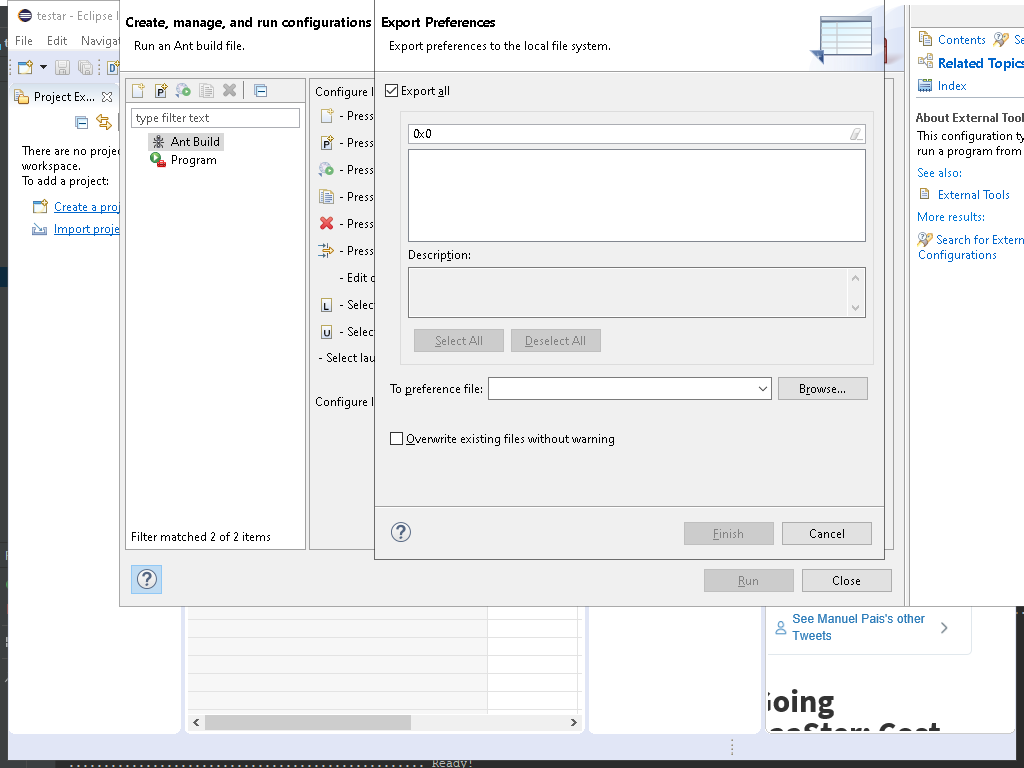 testar - Eclipse I
File Edit Navigat
Project Ex...
There are no projec
workspace.
To add a project:
Create a proj
Import proje
Create, manage, and run configurations
Run an Ant build file.
type filter text
Ant Build
Program
Filter matched 2 of 2 items
Configure l
- Press
- Press
- Press
- Press
- Press
- Press
- Edit c
- Selec
- Selec
- Select lau
Configure l
Run
Close
Export Preferences
Export preferences to the local file system.
Export all
0x0
Description:
Select All
Deselect All
To preference file:
Browse...
Overwrite existing files without warning
Finish
Cancel
Contents Se
Related Topics
Index
About External Tool
This configuration ty
run a program from
See also:
External Tools
More results:
Search for Extern
Configurations
See Manuel Pais's other
Tweets
Going
Ready!